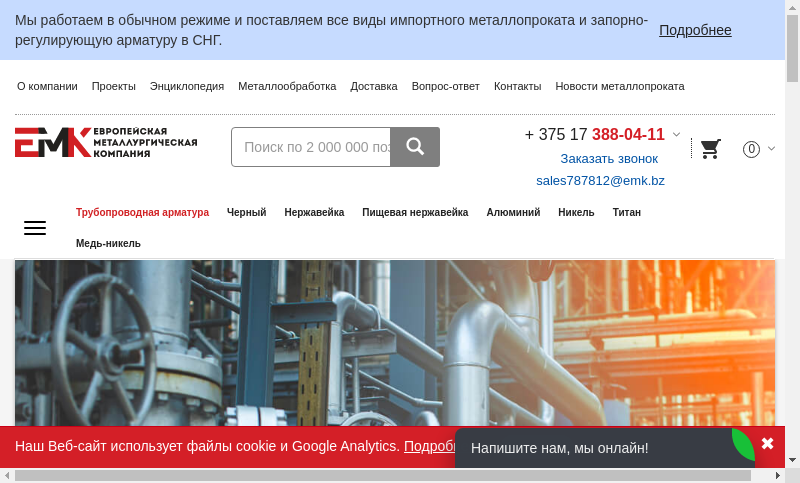 Мы работаем в обычном режиме и поставляем все виды импортного металлопроката и запорно-
регулирующую арматуру в СНГ.
Подробнее
О компании Проекты Энциклопедия Металлообработка Доставка Вопрос-ответ Контакты Новости металлопроката
ЕМК ЕВРОПЕЙСКАЯ
МЕТАЛЛУРГИЧЕСКАЯ
КОМПАНИЯ
Поиск по 2 000 000 поз
+ 375 17 388-04-11
Заказать звонок
sales787812@emk.bz
0
Трубопроводная арматура Черный Нержавейка Пищевая нержавейка Алюминий Никель Титан
Медь-никель
Наш Веб-сайт использует файлы cookie и Google Analytics. Подробн
Напишите нам, мы онлайн!